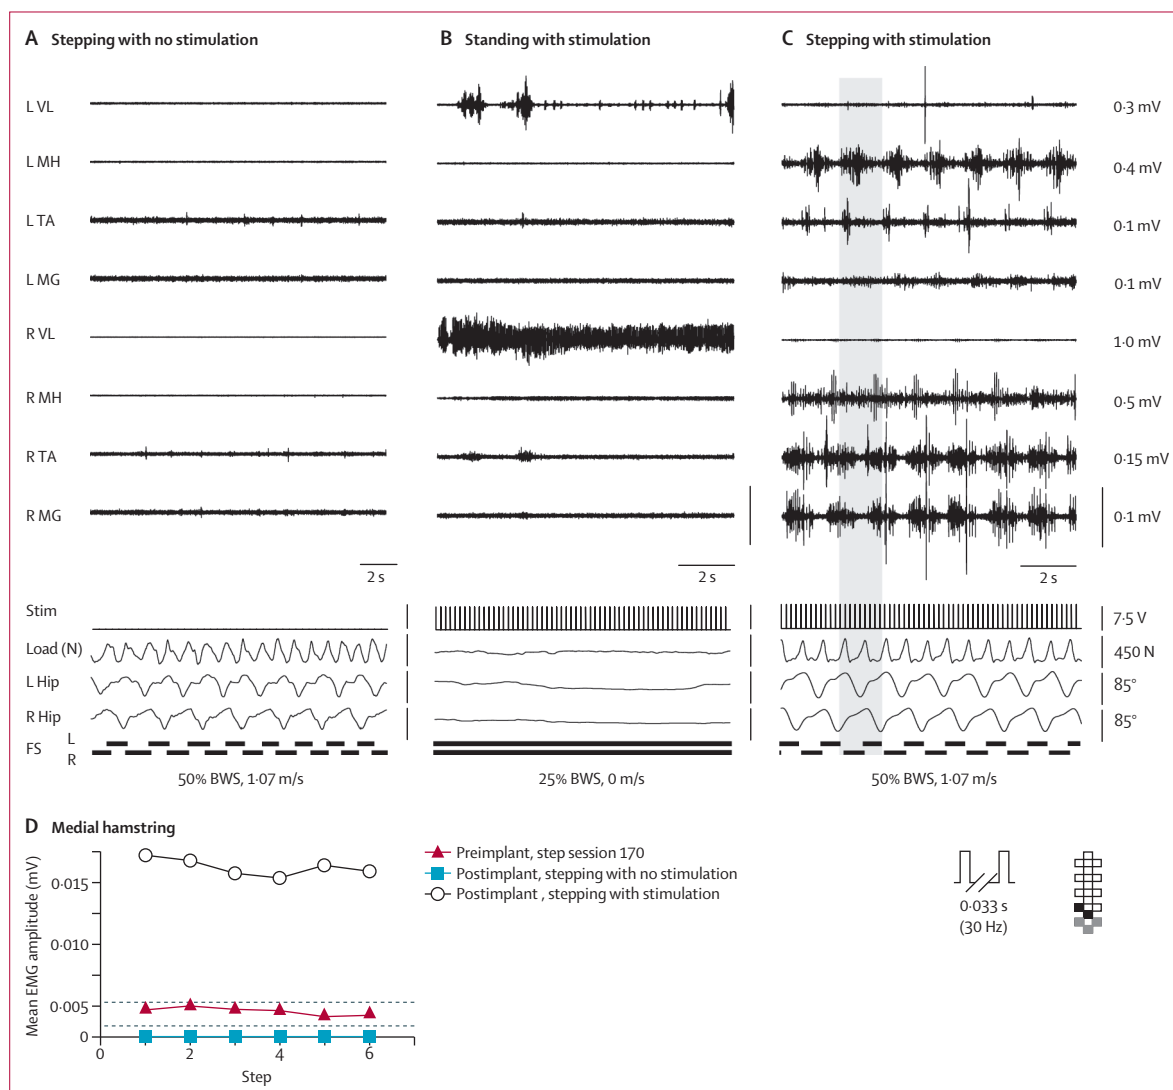 A Stepping with no stimulation
B Standing with stimulation
C Stepping with stimulation
L VL
0·3 mV
L MH
0·4 mV
L TA
0·1 mV
L MG
0·1 mV
R VL
1·0 mV
R MH
0·5 mV
R TA
0·15 mV
R MG
0·1 mV
2 s
2 s
2 s
Stim
7·5 V
Load (N)
450 N
L Hip
85°
R Hip
85°
FS
L
R
50% BWS, 1·07 m/s
25% BWS, 0 m/s
50% BWS, 1·07 m/s
D Medial hamstring
Mean EMG amplitude (mV)
0·015
0·010
0·005
0
0
2
4
6
Step
Preimplant, step session 170
Postimplant, stepping with no stimulation
Postimplant , stepping with stimulation
0·033 s
(30 Hz)